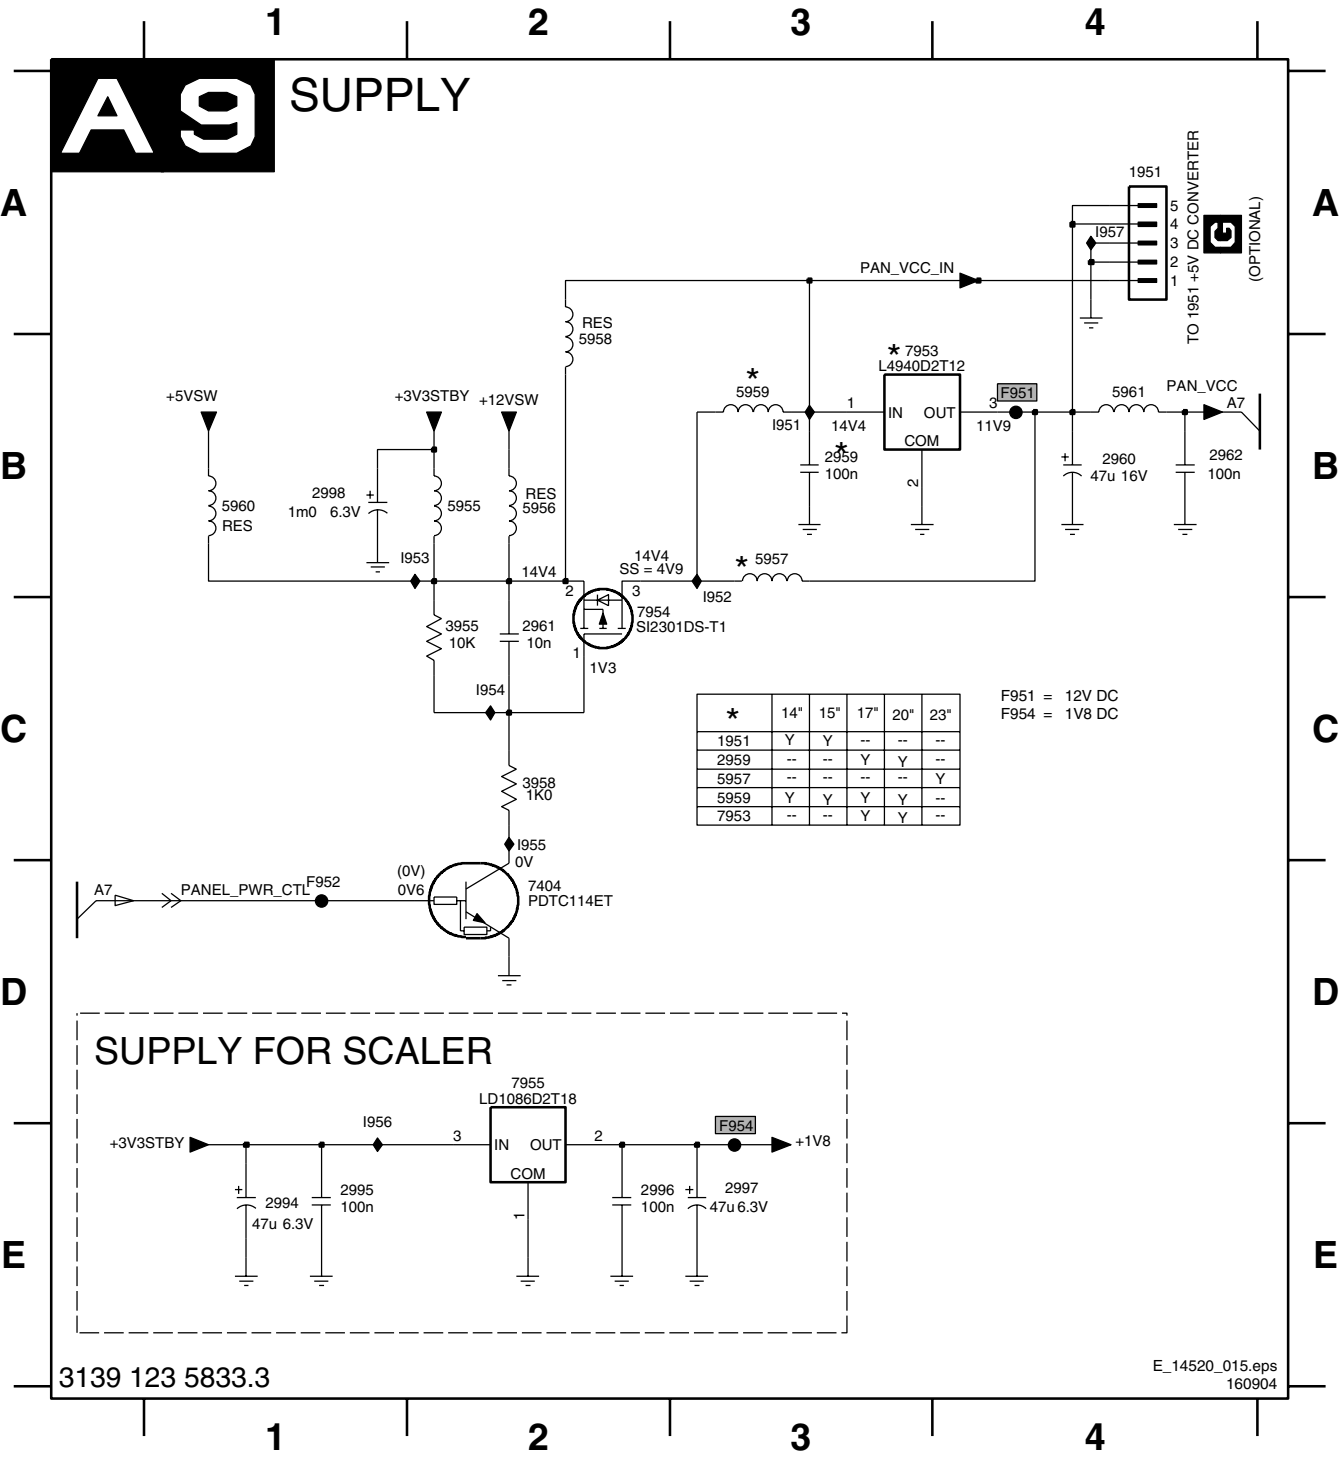 1 2 3 4
A9 SUPPLY
A A
1951
TO 1951 +5V DC CONVERTER
G
(OPTIONAL)
5
4
I957
3
2
1
PAN_VCC_IN
RES
5958
* 7953
L4940D2T12
*
5959
F951
5961
PAN_VCC
A7
+5VSW
+3V3STBY
+12VSW
I951
1
14V4
IN OUT
COM
3
11V9
2
B B
*
2959
100n
+
2960
47u 16V
2962
100n
5960
RES
2998
+
1m0 6.3V
5955
RES
5956
I953
14V4
2
14V4
SS = 4V9
3
* 5957
I952
7954
SI2301DS-T1
3955
10K
2961
10n
1
1V3
I954
C C
* 14" 15" 17" 20" 23"
1951 Y Y -- -- --
2959 -- -- Y Y --
5957 -- -- -- -- Y
5959 Y Y Y Y --
7953 -- -- Y Y --
F951 = 12V DC
F954 = 1V8 DC
3958
1K0
I955
0V
A7
PANEL_PWR_CTL
F952
(0V)
0V6
7404
PDTC114ET
D D
SUPPLY FOR SCALER
7955
LD1086D2T18
+3V3STBY
I956
3
IN OUT
COM
2
F954
+1V8
1
+
2994
47u 6.3V
2995
100n
2996
100n
+
2997
47u 6.3V
E E
3139 123 5833.3
E_14520_015.eps
160904
1 2 3 4